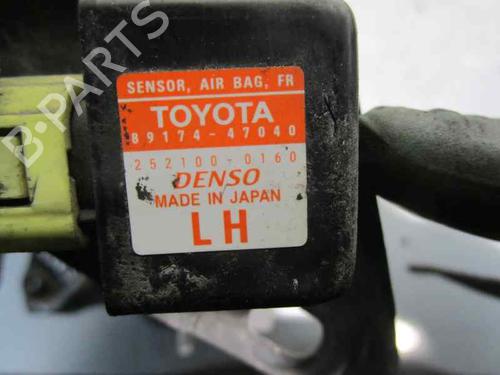 B-PARTS
SENSOR, AIR BAG, FR
TOYOTA
89174-47040
252100-0160
DENSO
MADE IN JAPAN
LH